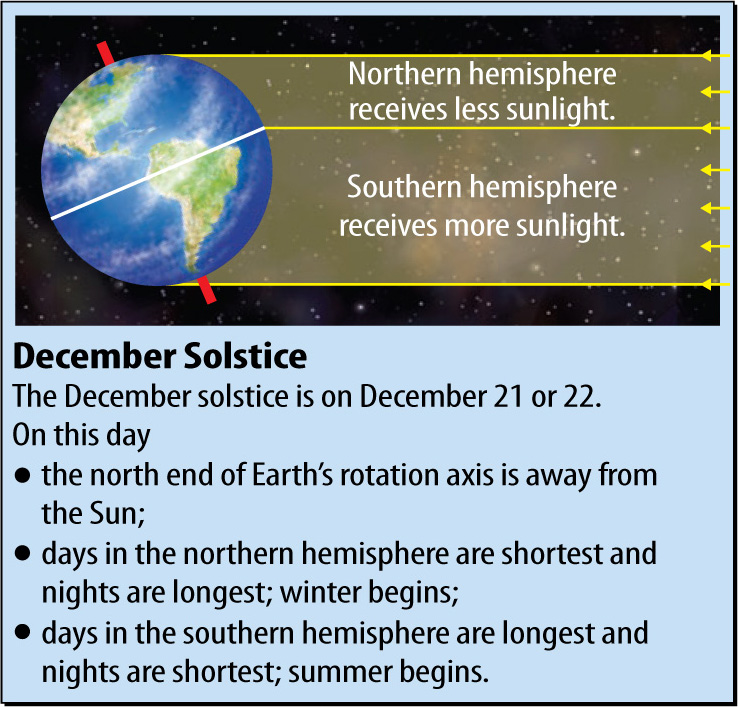 Northern hemisphere
receives less sunlight.
Southern hemisphere
receives more sunlight.
December Solstice
The December solstice is on December 21 or 22.
On this day
● the north end of Earth’s rotation axis is away from
the Sun;
● days in the northern hemisphere are shortest and
nights are longest; winter begins;
● days in the southern hemisphere are longest and
nights are shortest; summer begins.